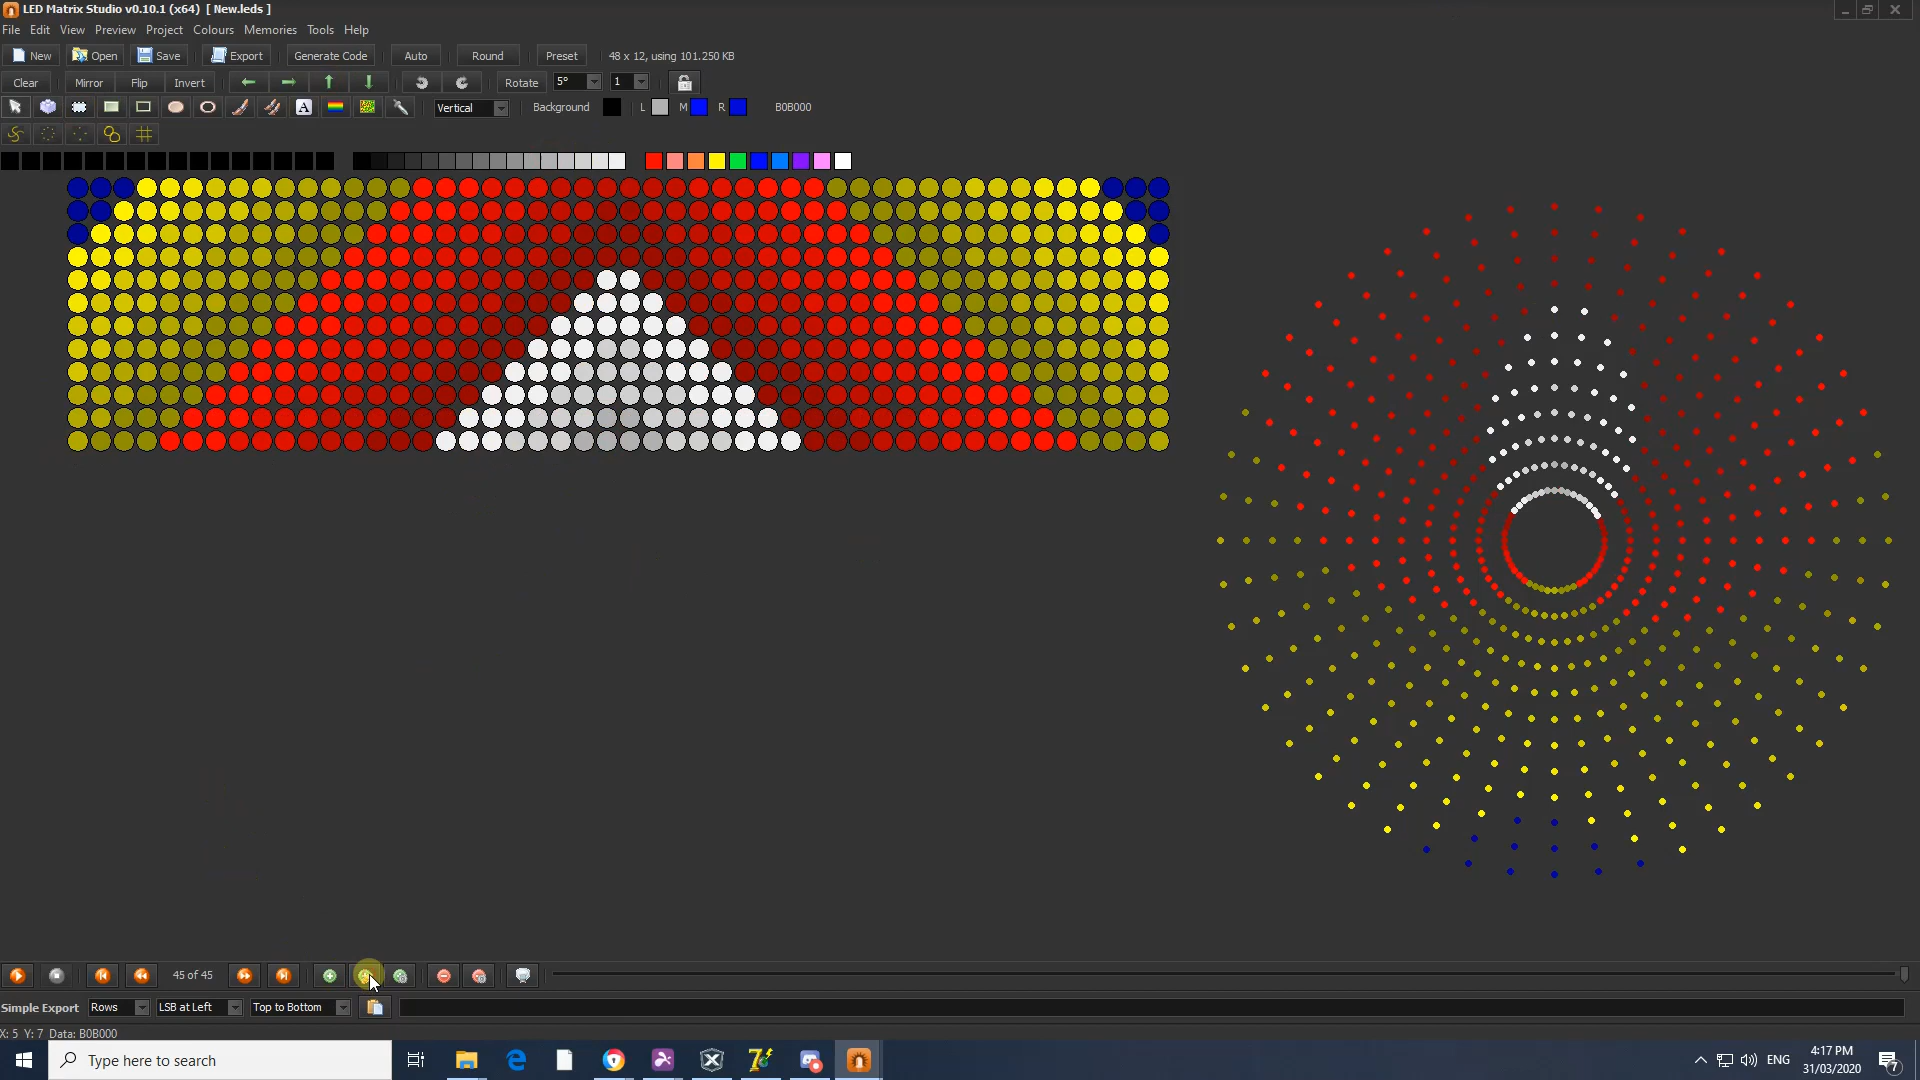 LED Matrix Studio v0.10.1 (x64)  [ New.leds ]
File Edit View Preview Project Colours Memories Tools Help
New Open Save Export Generate Code Auto Round Preset 48 x 12, using 101.250 KB
Clear Mirror Flip Invert Rotate 5° 1
A Vertical Background L M R B0B000
45 of 45
Simple Export Rows LSB at Left Top to Bottom
X: 5 Y: 7 Data: B0B000
Type here to search
ENG
4:17 PM
31/03/2020
7